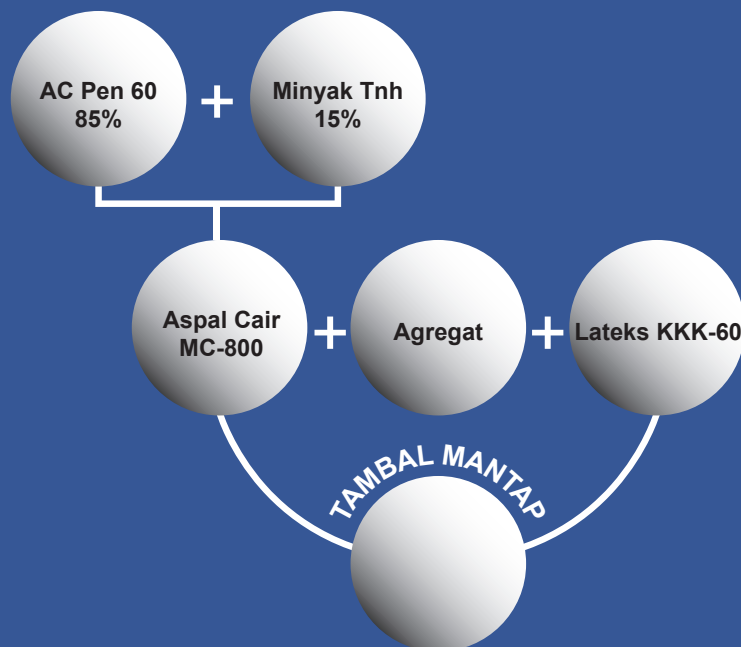 AC Pen 60
85%
+
Minyak Tnh
15%
Aspal Cair
MC-800
+
Agregat
+
Lateks KKK-60
TAMBAL MANTAP